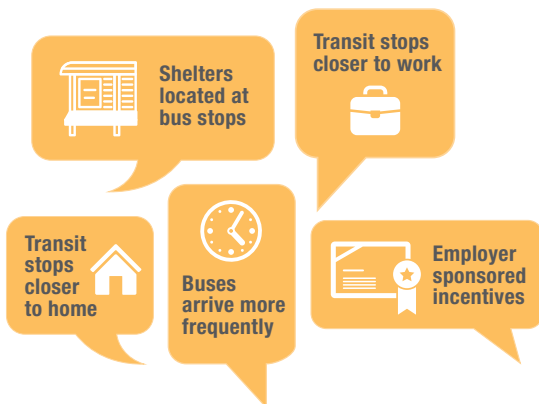 Transit stops
closer to work
Shelters
located at
bus stops
Transit
stops
closer
to home
Buses
arrive more
frequently
Employer
sponsored
incentives